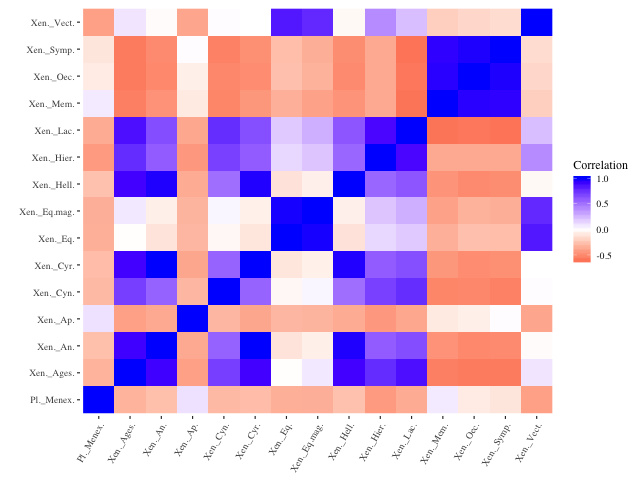 Xen._Vect.
Xen._Symp.
Xen._Oec.
Xen._Mem.
Xen._Lac.
Xen._Hier.
Xen._Hell.
Xen._Eq.mag.
Xen._Eq.
Xen._Cyr.
Xen._Cyn.
Xen._Ap.
Xen._An.
Xen._Ages.
Pl._Menex.
Pl._Menex.
Xen._Ages.
Xen._An.
Xen._Ap.
Xen._Cyn.
Xen._Cyr.
Xen._Eq.
Xen._Eq.mag.
Xen._Hell.
Xen._Hier.
Xen._Lac.
Xen._Mem.
Xen._Oec.
Xen._Symp.
Xen._Vect.
Correlation
1.0
0.5
0.0
-0.5